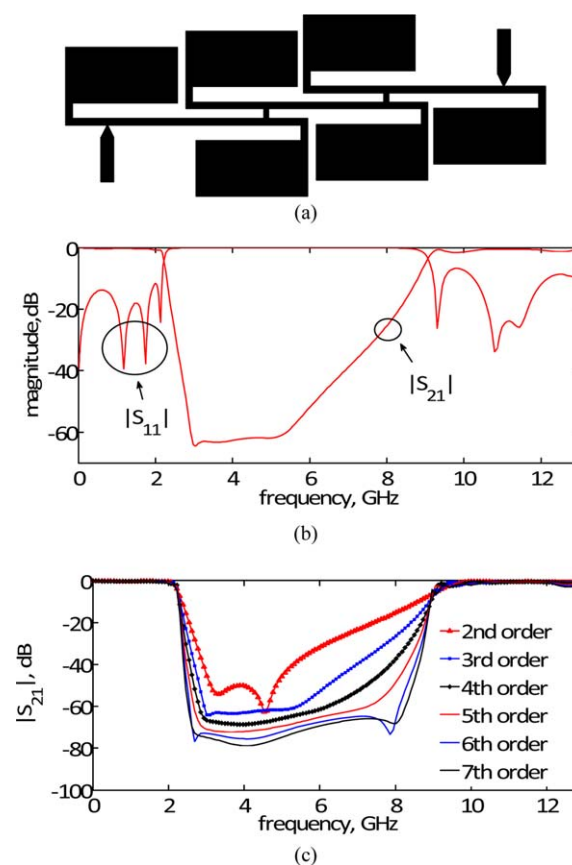 (a)
0
-20
-40
-60
magnitude,dB
|S11|
|S21|
0 2 4 6 8 10 12
frequency, GHz
(b)
0
-20
-40
-60
-80
-100
|S21|, dB
2nd order
3rd order
4th order
5th order
6th order
7th order
0 2 4 6 8 10 12
frequency, GHz
(c)